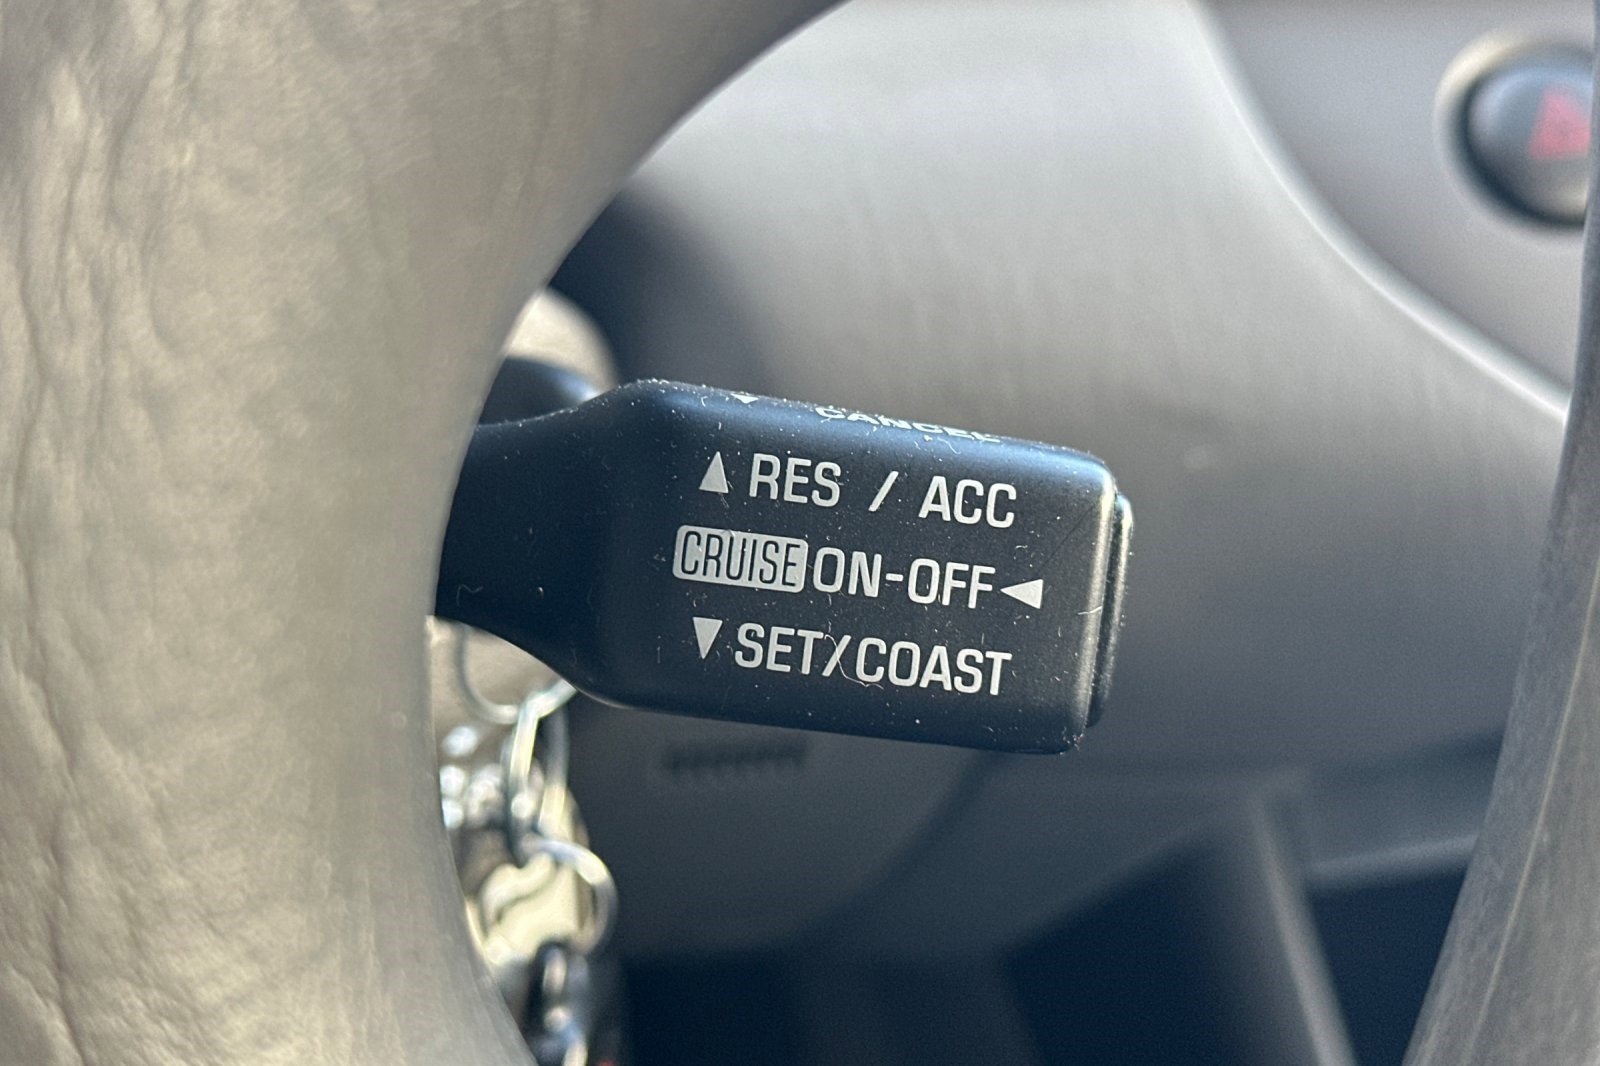 CANCEL
▲RES / ACC
CRUISE ON-OFF◀
▼SET/COAST